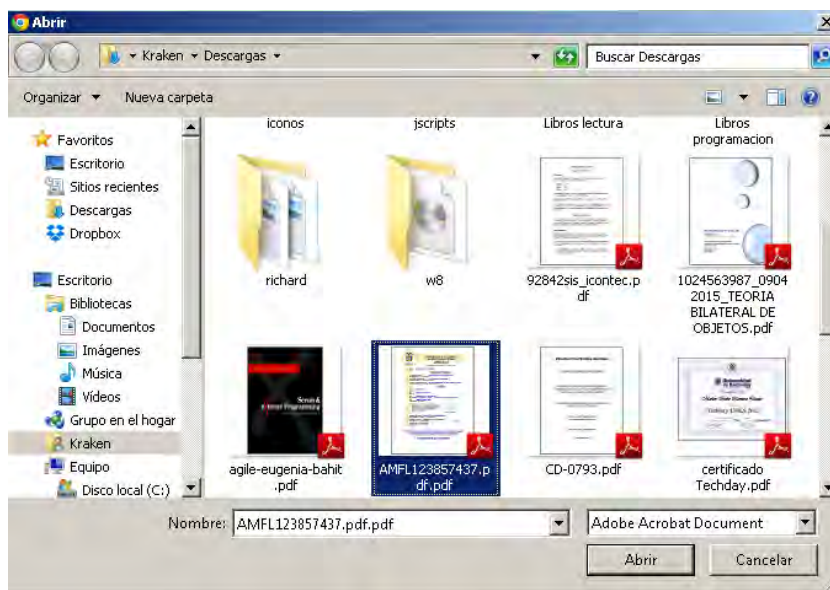 Abrir
Kraken
Descargas
Buscar Descargas
Organizar
Nueva carpeta
Favoritos
Escritorio
Sitios recientes
Descargas
Dropbox
Escritorio
Bibliotecas
Documentos
Imágenes
Música
Vídeos
Grupo en el hogar
Kraken
Equipo
Disco local (C:)
iconos
jscripts
Libros lectura
Libros
programacion
richard
w8
92842sis_icontec.p
df
1024563987_0904
2015_TEORIA
BILATERAL DE
OBJETOS.pdf
agile-eugenia-bahit
.pdf
AMFL123857437.p
df.pdf
CD-0793.pdf
certificado
Techday.pdf
Nombre:
AMFL123857437.pdf.pdf
Adobe Acrobat Document
Abrir
Cancelar